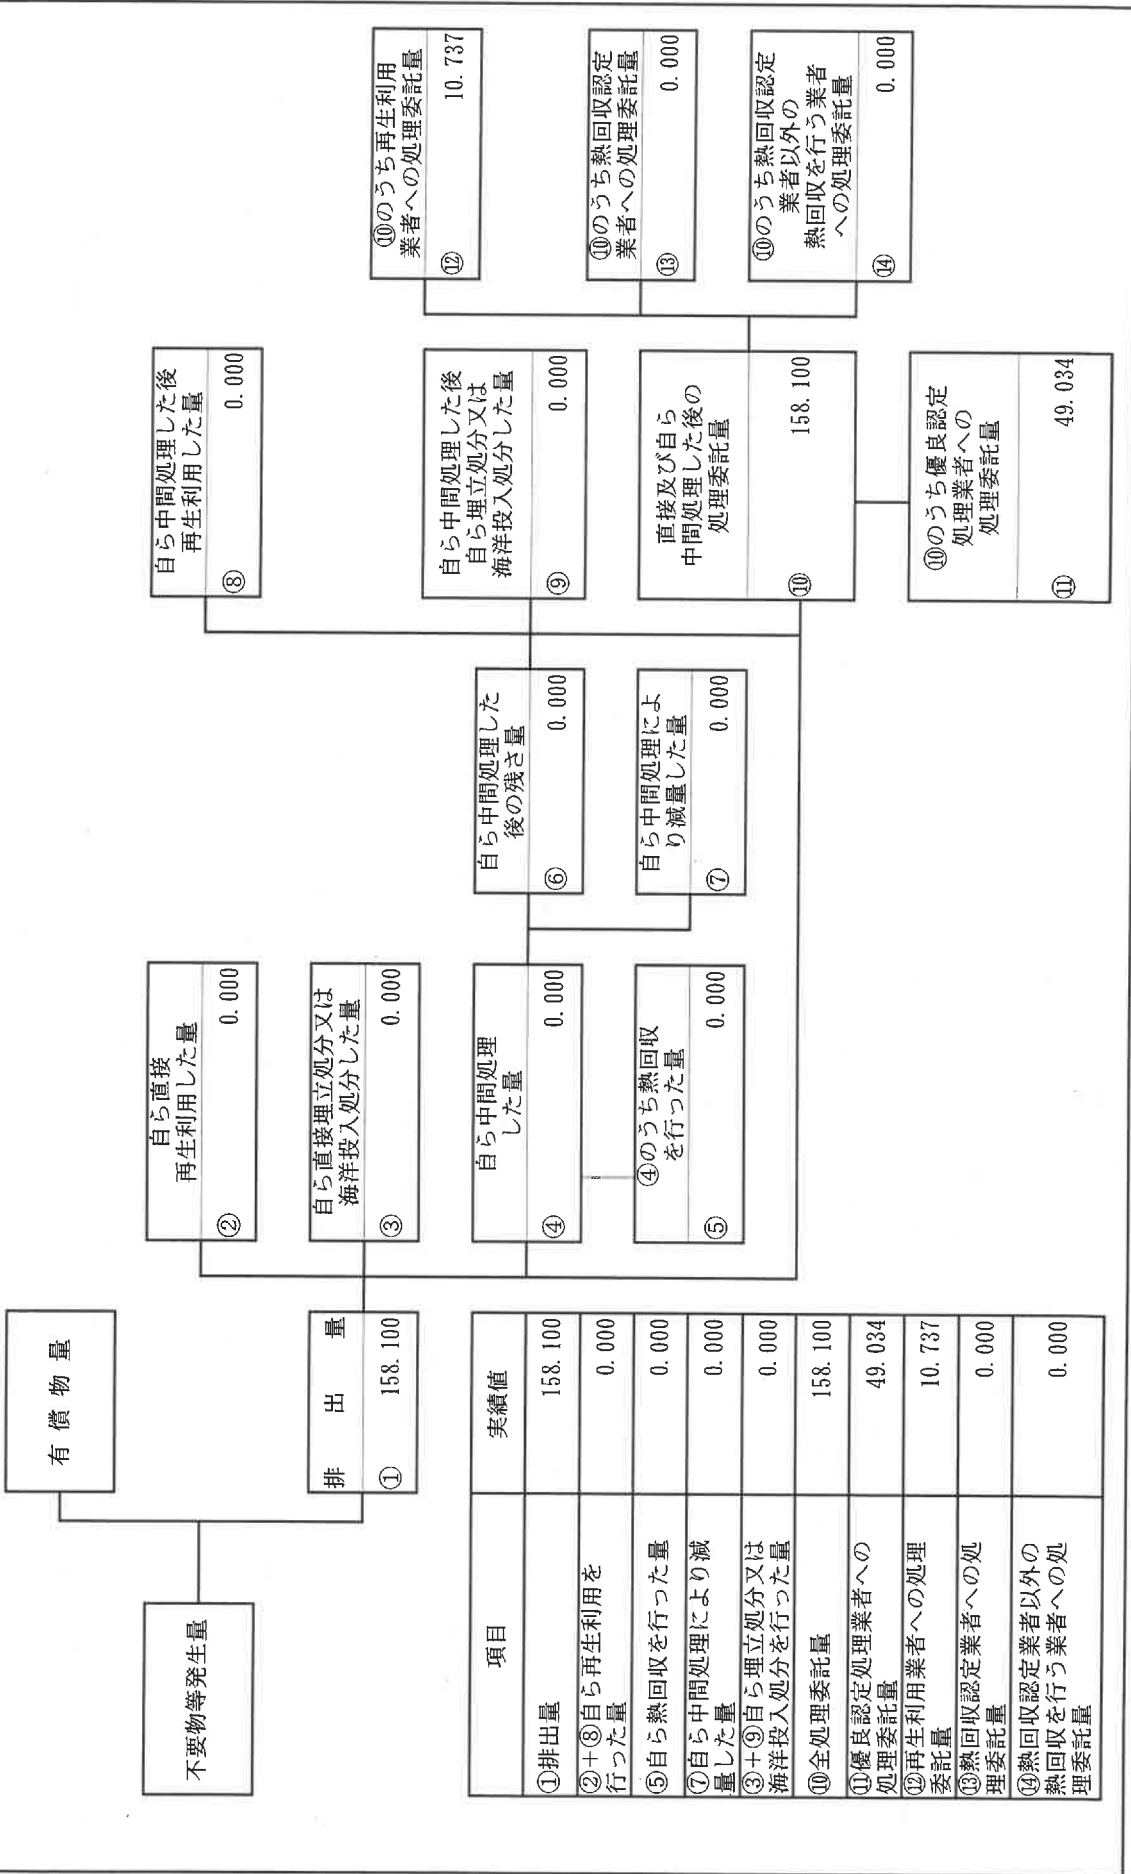 不要物等発生量
有償物量
排出量
① 158.100
自ら直接
再生利用した量
② 0.000
自ら直接埋立処分又は
海洋投入処分した量
③ 0.000
自ら中間処理
した量
④ 0.000
④のうち熱回収
を行った量
⑤ 0.000
自ら中間処理した
後の残さ量
⑥ 0.000
自ら中間処理によ
り減量した量
⑦ 0.000
自ら中間処理した後
再生利用した量
⑧ 0.000
自ら中間処理した後
自ら埋立処分又は
海洋投入処分した量
⑨ 0.000
直接及び自ら
中間処理した後の
処理委託量
⑩ 158.100
⑩のうち優良認定
処理業者への
処理委託量
⑪ 49.034
⑩のうち再生利用
業者への処理委託量
⑫ 10.737
⑩のうち熱回収認定
業者への処理委託量
⑬ 0.000
⑩のうち熱回収認定
業者以外の
熱回収を行う業者
への処理委託量
⑭ 0.000
項目 実績値
①排出量 158.100
②+⑧自ら再生利用を
行った量 0.000
⑤自ら熱回収を行った量 0.000
⑦自ら中間処理により減
量した量 0.000
③+⑨自ら埋立処分又は
海洋投入処分を行った量 0.000
⑩全処理委託量 158.100
⑪優良認定処理業者への
処理委託量 49.034
⑫再生利用業者への処理
委託量 10.737
⑬熱回収認定業者への処
理委託量 0.000
⑭熱回収認定業者以外の
熱回収を行う業者への処
理委託量 0.000